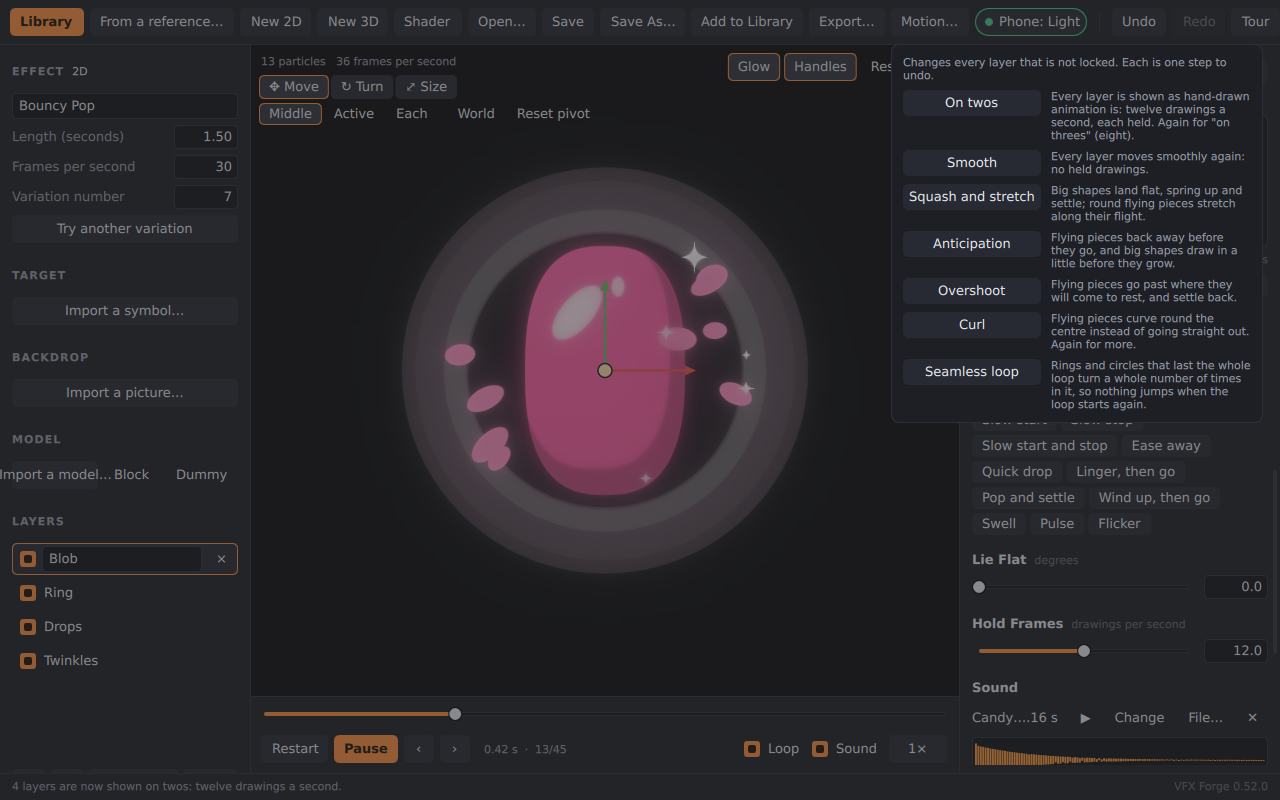 Library From a reference… New 2D New 3D Shader Open… Save Save As… Add to Library Export… Motion… Phone: Light Undo Redo Tour
EFFECT 2D
Bouncy Pop
Length (seconds) 1.50
Frames per second 30
Variation number 7
Try another variation
TARGET
Import a symbol…
BACKDROP
Import a picture…
MODEL
Import a model… Block Dummy
LAYERS
Blob ×
Ring
Drops
Twinkles
13 particles 36 frames per second
Glow Handles Res
Move Turn Size
Middle Active Each World Reset pivot
Changes every layer that is not locked. Each is one step to
undo.
On twos
Every layer is shown as hand-drawn
animation is: twelve drawings a
second, each held. Again for "on
threes" (eight).
Smooth
Every layer moves smoothly again:
no held drawings.
Squash and stretch
Big shapes land flat, spring up and
settle; round flying pieces stretch
along their flight.
Anticipation
Flying pieces back away before
they go, and big shapes draw in a
little before they grow.
Overshoot
Flying pieces go past where they
will come to rest, and settle back.
Curl
Flying pieces curve round the
centre instead of going straight out.
Again for more.
Seamless loop
Rings and circles that last the whole
loop turn a whole number of times
in it, so nothing jumps when the
loop starts again.
Slow start and stop Ease away
Quick drop Linger, then go
Pop and settle Wind up, then go
Swell Pulse Flicker
Lie Flat degrees
0.0
Hold Frames drawings per second
12.0
Sound
Candy….16 s ▶ Change File… ×
Restart Pause ‹ › 0.42 s · 13/45 Loop Sound 1×
4 layers are now shown on twos: twelve drawings a second.
VFX Forge 0.52.0